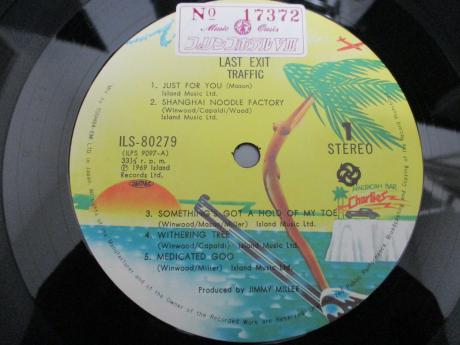 No 17372
Music Oasis
LAST EXIT
TRAFFIC
1. JUST FOR YOU (Mason)
Island Music Ltd.
2. SHANGHAI NOODLE FACTORY
(Winwood/Capaldi/Wood)
Island Music Ltd.
ILS-80279
(ILPS 9097-A)
33⅓ r. p. m.
℗ 1969 Island
Records Ltd.
1
STEREO
AMERICAN BAR
Charlie's
3. SOMETHING'S GOT A HOLD OF MY TOE
(Winwood/Mason/Miller) Island Music Ltd.
4. WITHERING TREE
(Winwood/Capaldi) Island Music Ltd.
5. MEDICATED GOO
(Winwood/Miller) Island Music Ltd.
Produced by JIMMY MILLER